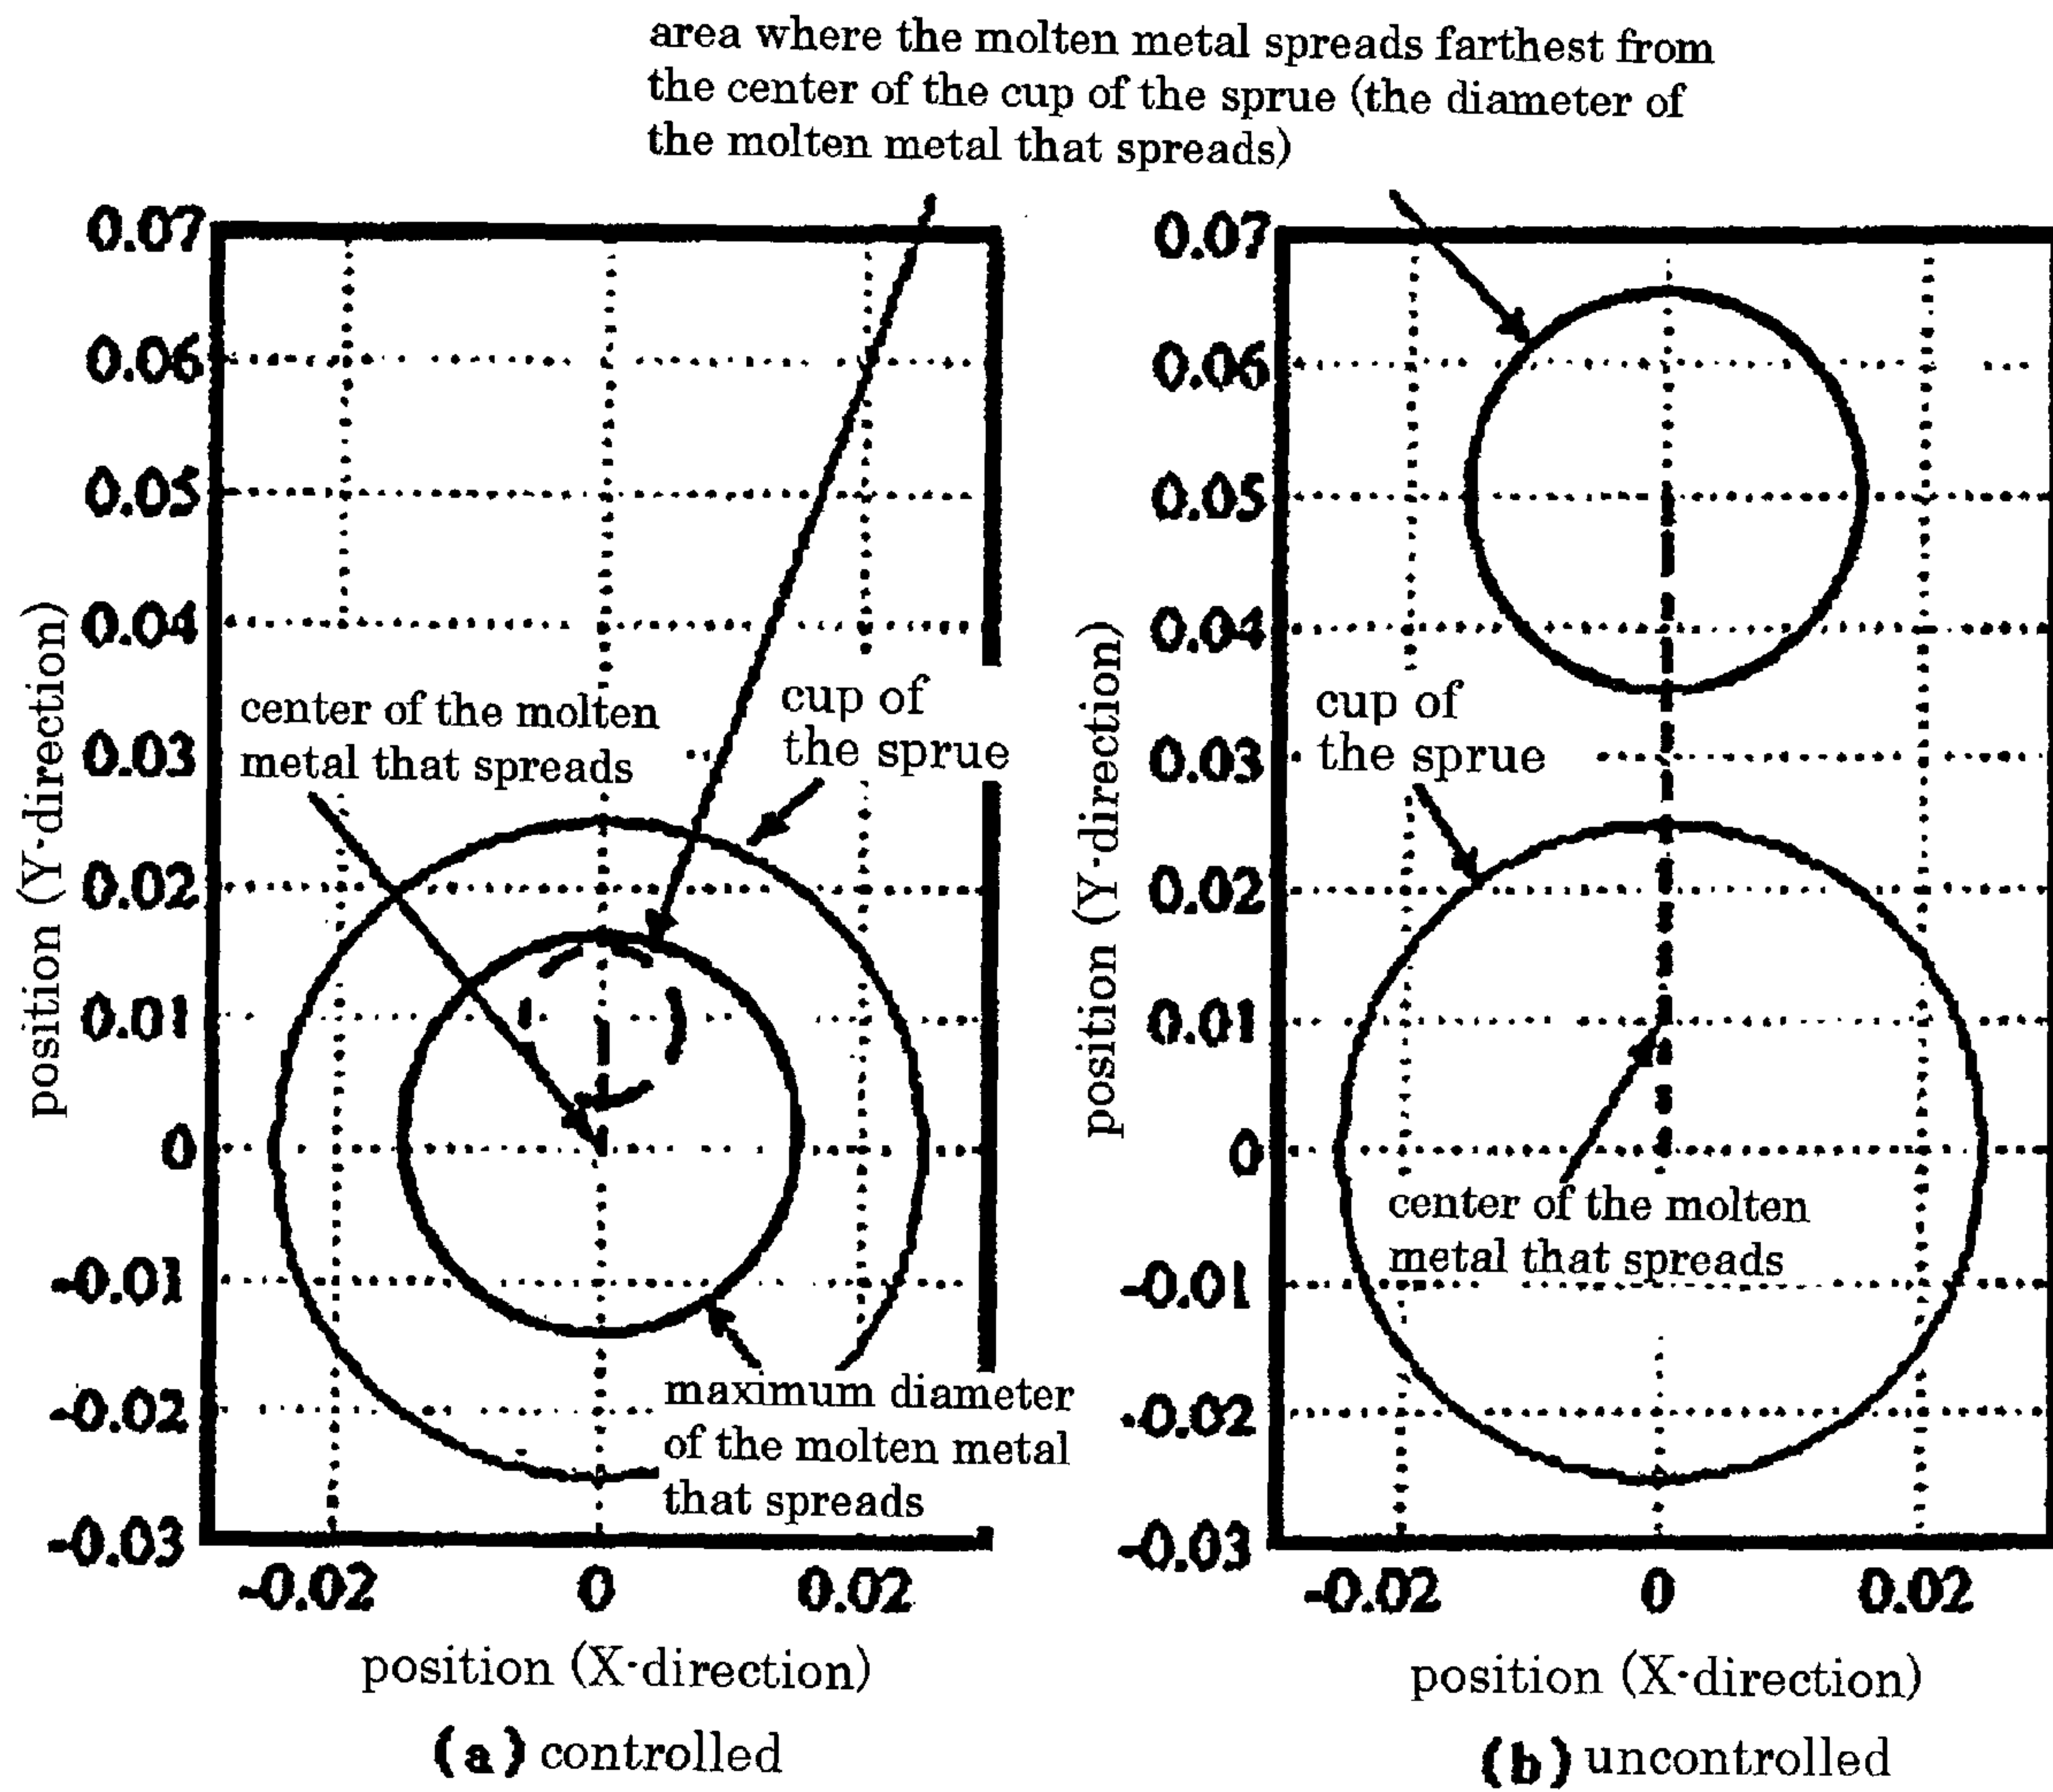 area where the molten metal spreads farthest from
the center of the cup of the sprue (the diameter of
the molten metal that spreads)
0.07
0.06
0.05
0.04
0.03
0.02
0.01
0
-0.01
-0.02
-0.03
position (Y-direction)
center of the molten
metal that spreads
cup of
the sprue
maximum diameter
of the molten metal
that spreads
-0.02 0 0.02
position (X-direction)
(a) controlled
0.07
0.06
0.05
0.04
0.03
0.02
0.01
0
-0.01
-0.02
-0.03
position (Y-direction)
cup of
the sprue
center of the molten
metal that spreads
-0.02 0 0.02
position (X-direction)
(b) uncontrolled